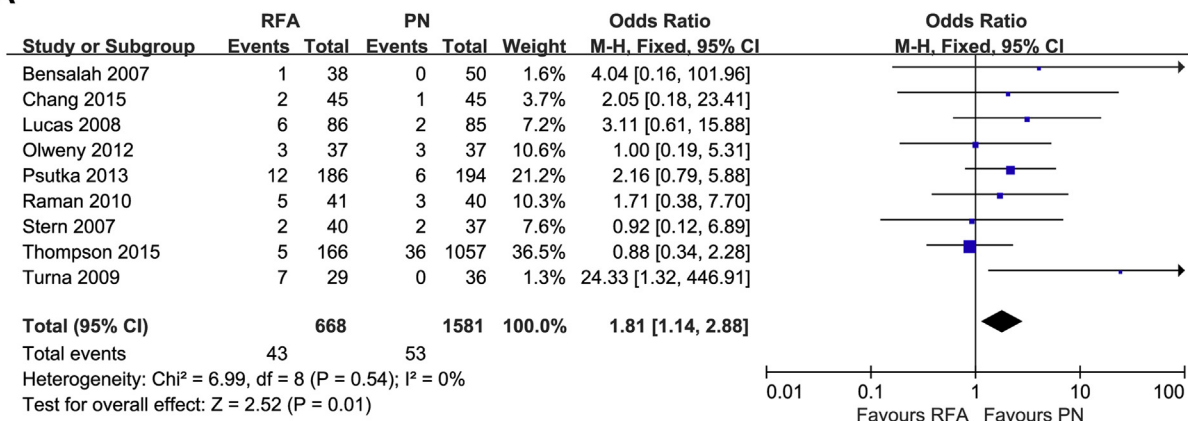 RFA PN Odds Ratio Odds Ratio
Study or Subgroup Events Total Events Total Weight M-H, Fixed, 95% CI M-H, Fixed, 95% CI
Bensalah 2007 1 38 0 50 1.6% 4.04 [0.16, 101.96]
Chang 2015 2 45 1 45 3.7% 2.05 [0.18, 23.41]
Lucas 2008 6 86 2 85 7.2% 3.11 [0.61, 15.88]
Olweny 2012 3 37 3 37 10.6% 1.00 [0.19, 5.31]
Psutka 2013 12 186 6 194 21.2% 2.16 [0.79, 5.88]
Raman 2010 5 41 3 40 10.3% 1.71 [0.38, 7.70]
Stern 2007 2 40 2 37 7.6% 0.92 [0.12, 6.89]
Thompson 2015 5 166 36 1057 36.5% 0.88 [0.34, 2.28]
Turna 2009 7 29 0 36 1.3% 24.33 [1.32, 446.91]
Total (95% CI) 668 1581 100.0% 1.81 [1.14, 2.88]
Total events 43 53
Heterogeneity: Chi² = 6.99, df = 8 (P = 0.54); I² = 0%
Test for overall effect: Z = 2.52 (P = 0.01)
0.01 0.1 1 10 100
Favours RFA Favours PN